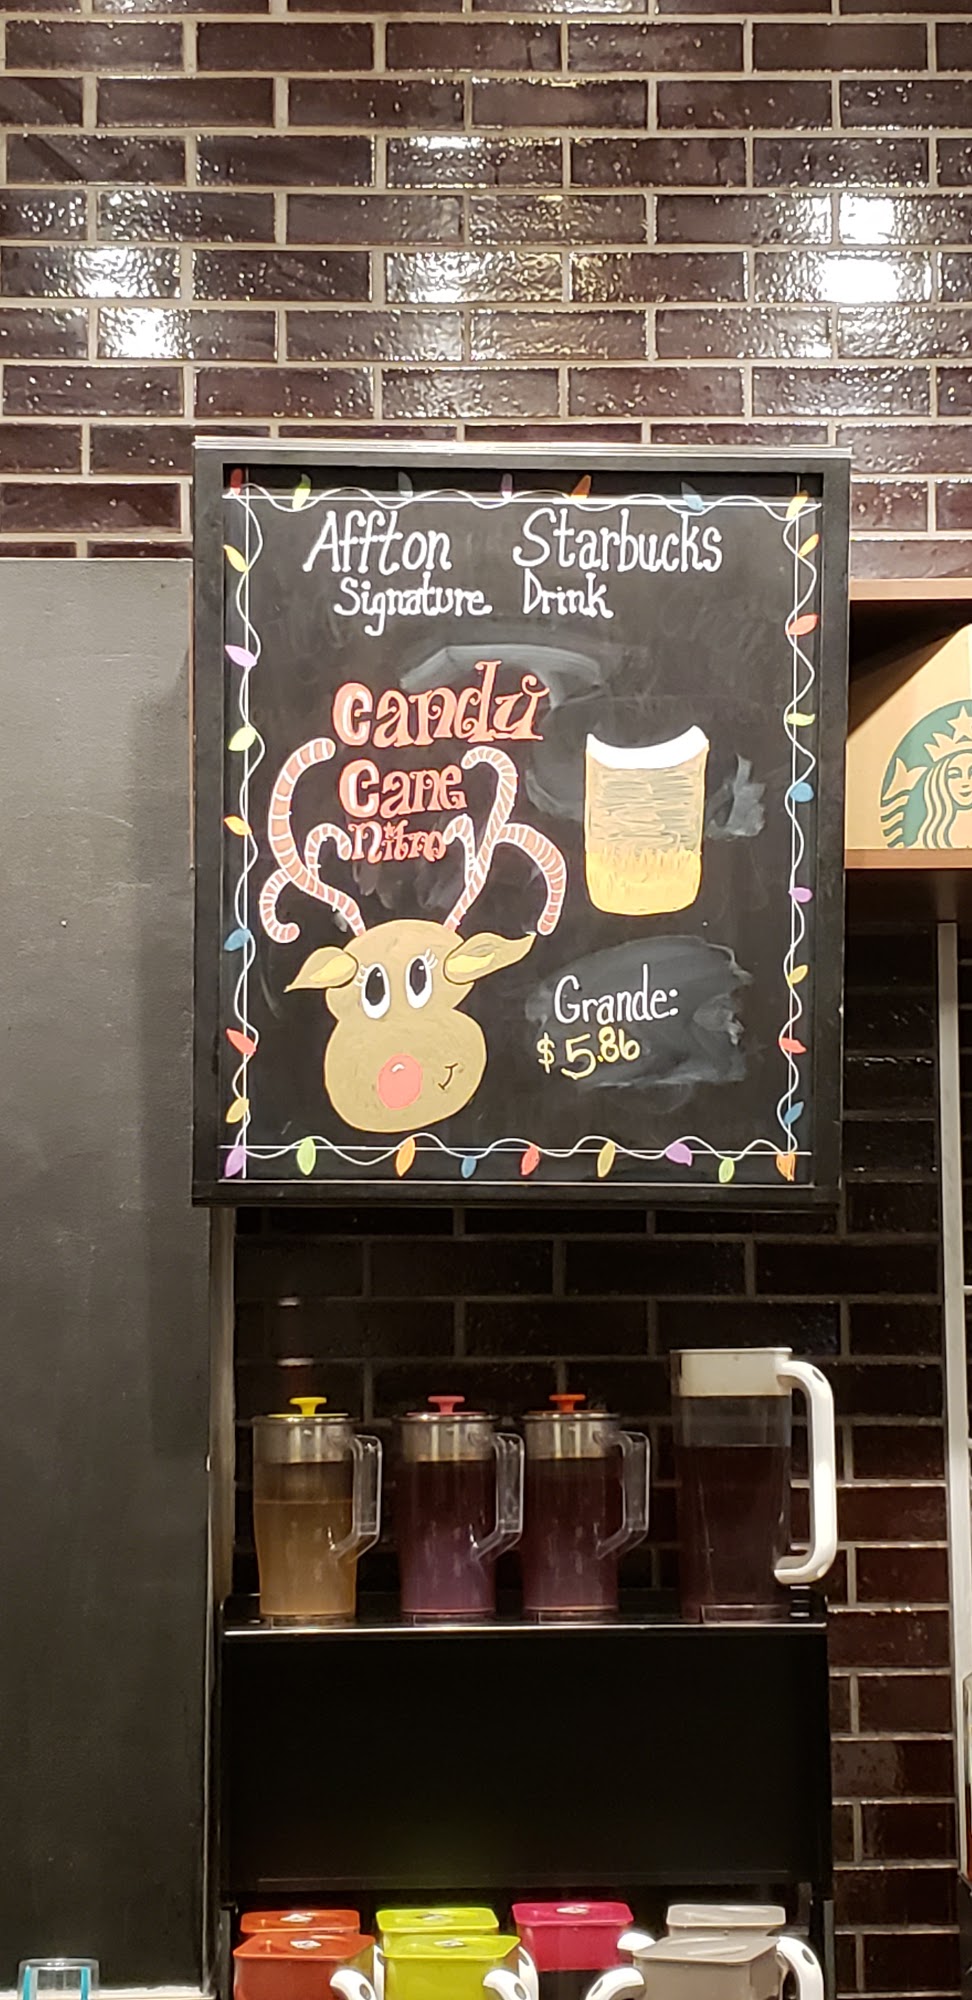 Affton Starbucks
Signature Drink
Candy
Cane
Nitro
Grande:
$5.86